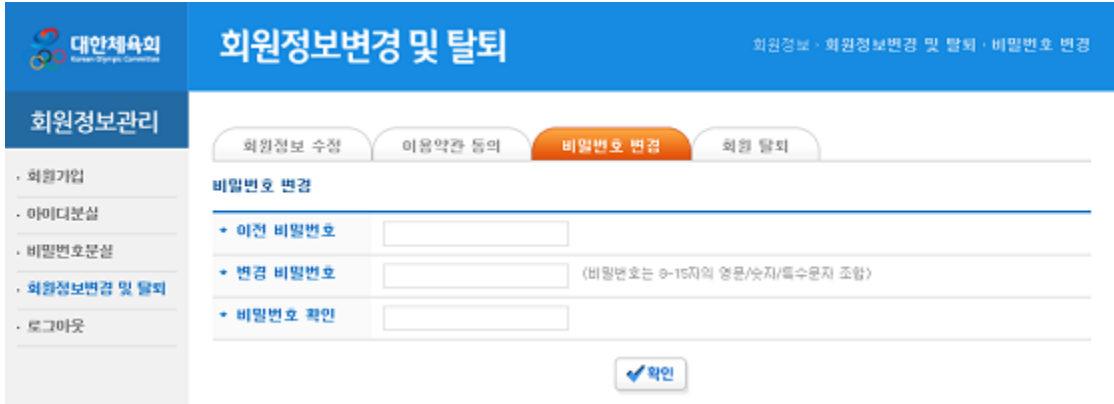 대한체육회
Korean Olympic Committee
회원정보변경 및 탈퇴
회원정보 · 회원정보변경 및 탈퇴 · 비밀번호 변경
회원정보관리
· 회원가입
· 아이디분실
· 비밀번호분실
· 회원정보변경 및 탈퇴
· 로그아웃
회원정보 수정
이용약관 동의
비밀번호 변경
회원 탈퇴
비밀번호 변경
* 이전 비밀번호
* 변경 비밀번호
(비밀번호는 8~15자의 영문/숫자/특수문자 조합)
* 비밀번호 확인
확인